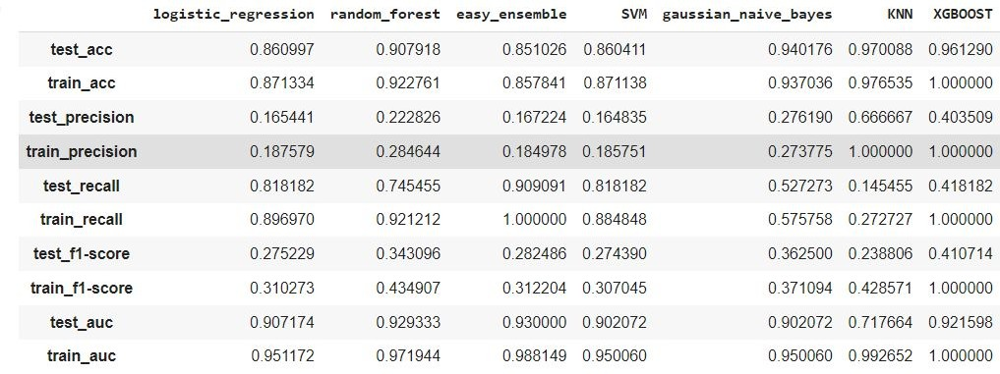 logistic_regression random_forest easy_ensemble SVM gaussian_naive_bayes KNN XGBOOST
test_acc 0.860997 0.907918 0.851026 0.860411 0.940176 0.970088 0.961290
train_acc 0.871334 0.922761 0.857841 0.871138 0.937036 0.976535 1.000000
test_precision 0.165441 0.222826 0.167224 0.164835 0.276190 0.666667 0.403509
train_precision 0.187579 0.284644 0.184978 0.185751 0.273775 1.000000 1.000000
test_recall 0.818182 0.745455 0.909091 0.818182 0.527273 0.145455 0.418182
train_recall 0.896970 0.921212 1.000000 0.884848 0.575758 0.272727 1.000000
test_f1-score 0.275229 0.343096 0.282486 0.274390 0.362500 0.238806 0.410714
train_f1-score 0.310273 0.434907 0.312204 0.307045 0.371094 0.428571 1.000000
test_auc 0.907174 0.929333 0.930000 0.902072 0.902072 0.717664 0.921598
train_auc 0.951172 0.971944 0.988149 0.950060 0.950060 0.992652 1.000000